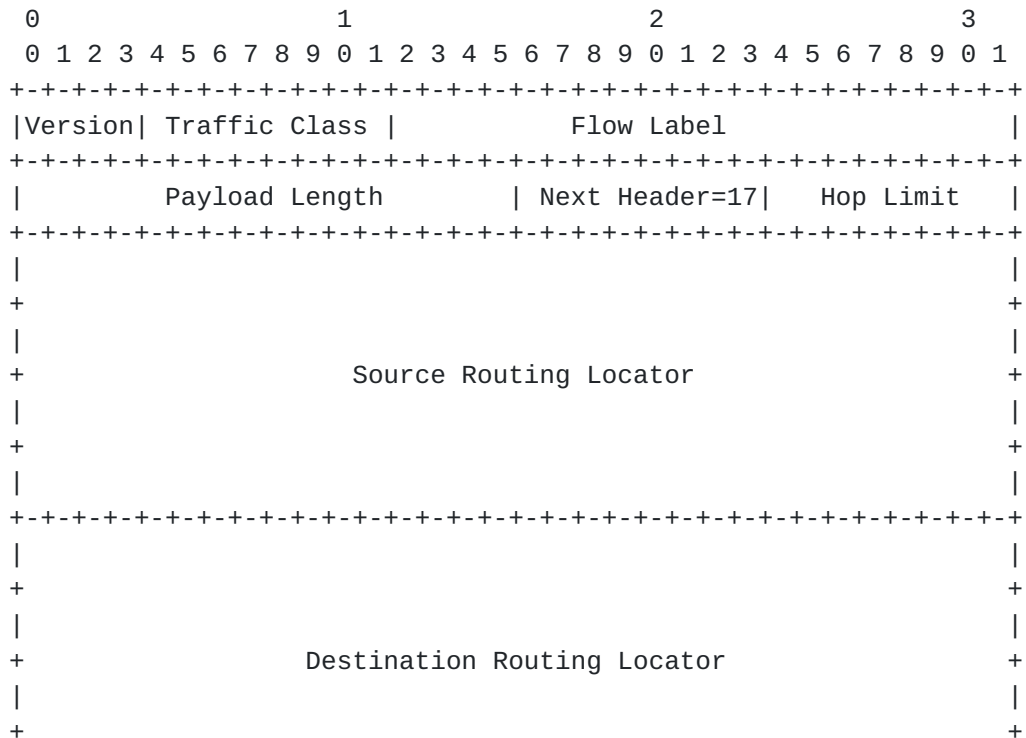 0                   1                   2                   3
 0 1 2 3 4 5 6 7 8 9 0 1 2 3 4 5 6 7 8 9 0 1 2 3 4 5 6 7 8 9 0 1
+-+-+-+-+-+-+-+-+-+-+-+-+-+-+-+-+-+-+-+-+-+-+-+-+-+-+-+-+-+-+-+-+
|Version| Traffic Class |           Flow Label                  |
+-+-+-+-+-+-+-+-+-+-+-+-+-+-+-+-+-+-+-+-+-+-+-+-+-+-+-+-+-+-+-+-+
|         Payload Length        | Next Header=17|   Hop Limit   |
+-+-+-+-+-+-+-+-+-+-+-+-+-+-+-+-+-+-+-+-+-+-+-+-+-+-+-+-+-+-+-+-+
|                                                               |
+                                                               +
|                                                               |
+                     Source Routing Locator                    +
|                                                               |
+                                                               +
|                                                               |
+-+-+-+-+-+-+-+-+-+-+-+-+-+-+-+-+-+-+-+-+-+-+-+-+-+-+-+-+-+-+-+-+
|                                                               |
+                                                               +
|                                                               |
+                  Destination Routing Locator                  +
|                                                               |
+                                                               +